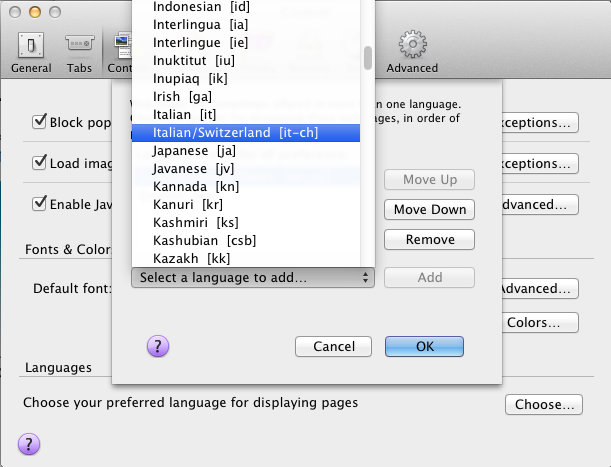 General
Tabs
Cont
Advanced
Indonesian [id]
Interlingua [ia]
Interlingue [ie]
Inuktitut [iu]
Inupiaq [ik]
Irish [ga]
Italian [it]
Italian/Switzerland [it-ch]
Japanese [ja]
Javanese [jv]
Kannada [kn]
Kanuri [kr]
Kashmiri [ks]
Kashubian [csb]
Kazakh [kk]
Select a language to add...
n one language.
ges, in order of
Block pop
xceptions...
Load imag
xceptions...
Enable Jav
dvanced...
Move Up
Move Down
Remove
Add
Fonts & Color
Default font:
Advanced...
Colors...
?
Cancel
OK
Languages
Choose your preferred language for displaying pages
Choose...
?